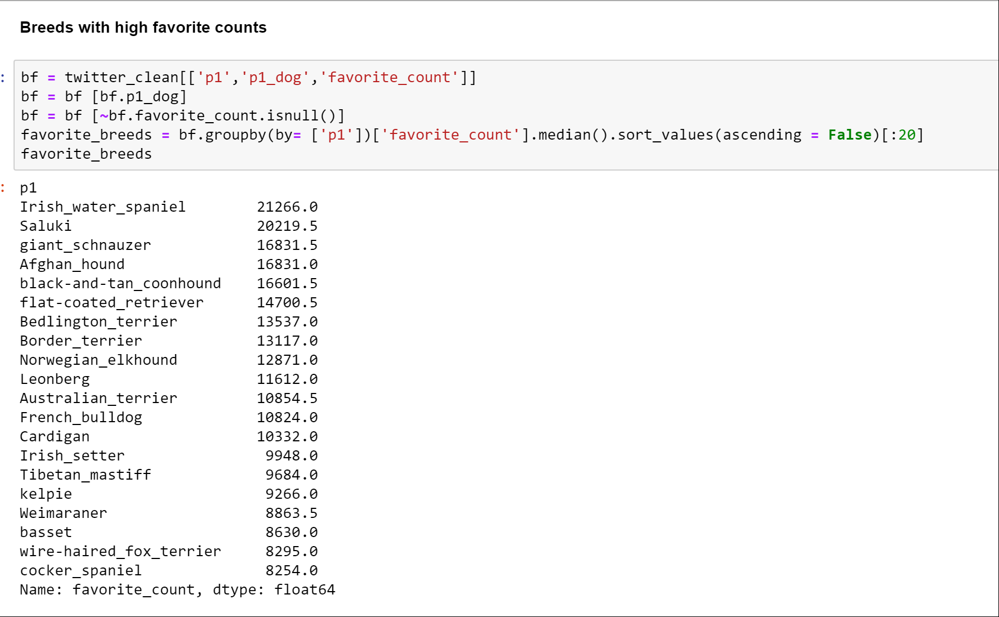 Breeds with high favorite counts
: bf = twitter_clean[['p1','p1_dog','favorite_count']]
bf = bf [bf.p1_dog]
bf = bf [~bf.favorite_count.isnull()]
favorite_breeds = bf.groupby(by= ['p1'])['favorite_count'].median().sort_values(ascending = False)[:20]
favorite_breeds
: p1
Irish_water_spaniel        21266.0
Saluki                     20219.5
giant_schnauzer            16831.5
Afghan_hound               16831.0
black-and-tan_coonhound    16601.5
flat-coated_retriever      14700.5
Bedlington_terrier         13537.0
Border_terrier             13117.0
Norwegian_elkhound         12871.0
Leonberg                   11612.0
Australian_terrier         10854.5
French_bulldog             10824.0
Cardigan                   10332.0
Irish_setter                9948.0
Tibetan_mastiff             9684.0
kelpie                      9266.0
Weimaraner                  8863.5
basset                      8630.0
wire-haired_fox_terrier     8295.0
cocker_spaniel              8254.0
Name: favorite_count, dtype: float64